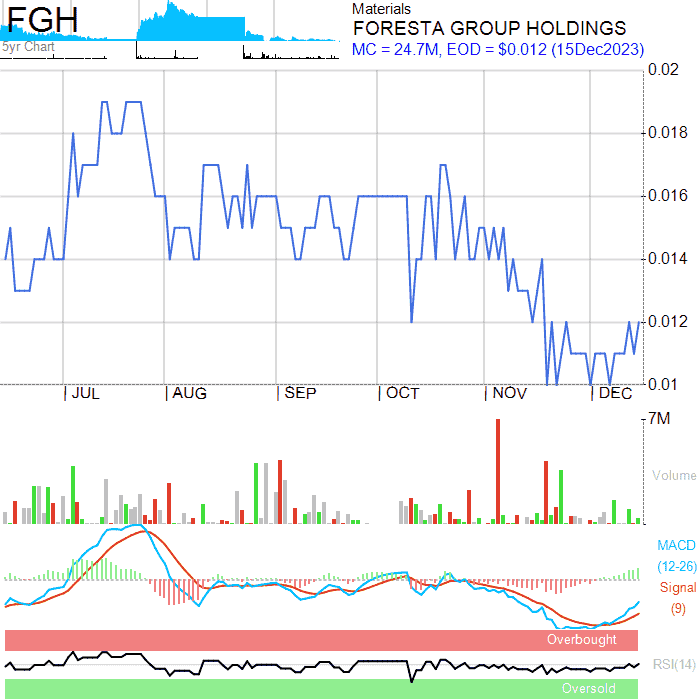 FGH
5yr Chart
Materials
FORESTA GROUP HOLDINGS
MC = 24.7M, EOD = $0.012 (15Dec2023)
0.02
0.018
0.016
0.014
0.012
0.01
JUL AUG SEP OCT NOV DEC
7M
Volume
MACD
(12-26)
Signal
(9)
Overbought
RSI(14)
Oversold